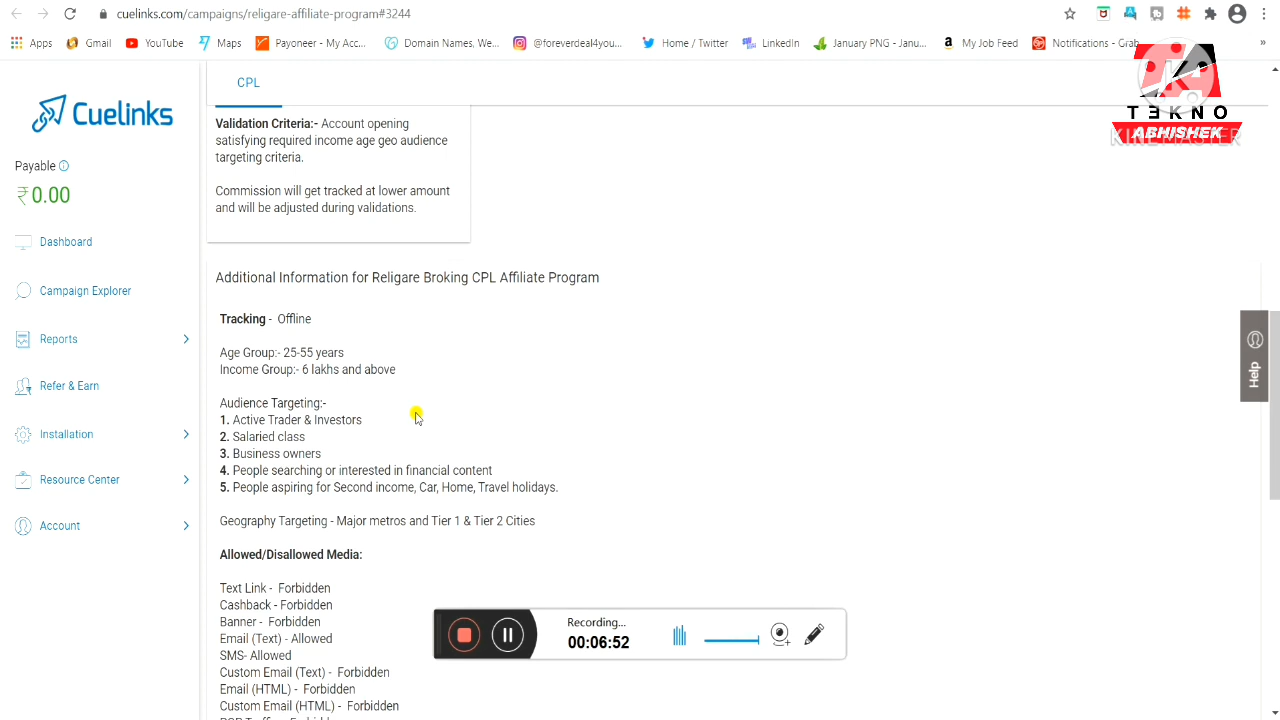 cuelinks.com/campaigns/religare-affiliate-program#3244
Apps
Gmail
YouTube
Maps
Payoneer - My Acc...
Domain Names, We...
@foreverdeal4you...
Home / Twitter
LinkedIn
January PNG - Janu...
a
My Job Feed
Notifications - Grab
»
KA
TEKNO
ABHISHEK
KINEMASTER
Cuelinks
Payable
₹0.00
Dashboard
Campaign Explorer
Reports
Refer & Earn
Installation
Resource Center
Account
CPL
Validation Criteria:- Account opening
satisfying required income age geo audience
targeting criteria.
Commission will get tracked at lower amount
and will be adjusted during validations.
Additional Information for Religare Broking CPL Affiliate Program
Tracking - Offline
Age Group:- 25-55 years
Income Group:- 6 lakhs and above
Audience Targeting:-
1. Active Trader & Investors
2. Salaried class
3. Business owners
4. People searching or interested in financial content
5. People aspiring for Second income, Car, Home, Travel holidays.
Geography Targeting - Major metros and Tier 1 & Tier 2 Cities
Allowed/Disallowed Media:
Text Link - Forbidden
Cashback - Forbidden
Banner - Forbidden
Email (Text) - Allowed
SMS- Allowed
Custom Email (Text) - Forbidden
Email (HTML) - Forbidden
Custom Email (HTML) - Forbidden
Help
Recording...
00:06:52